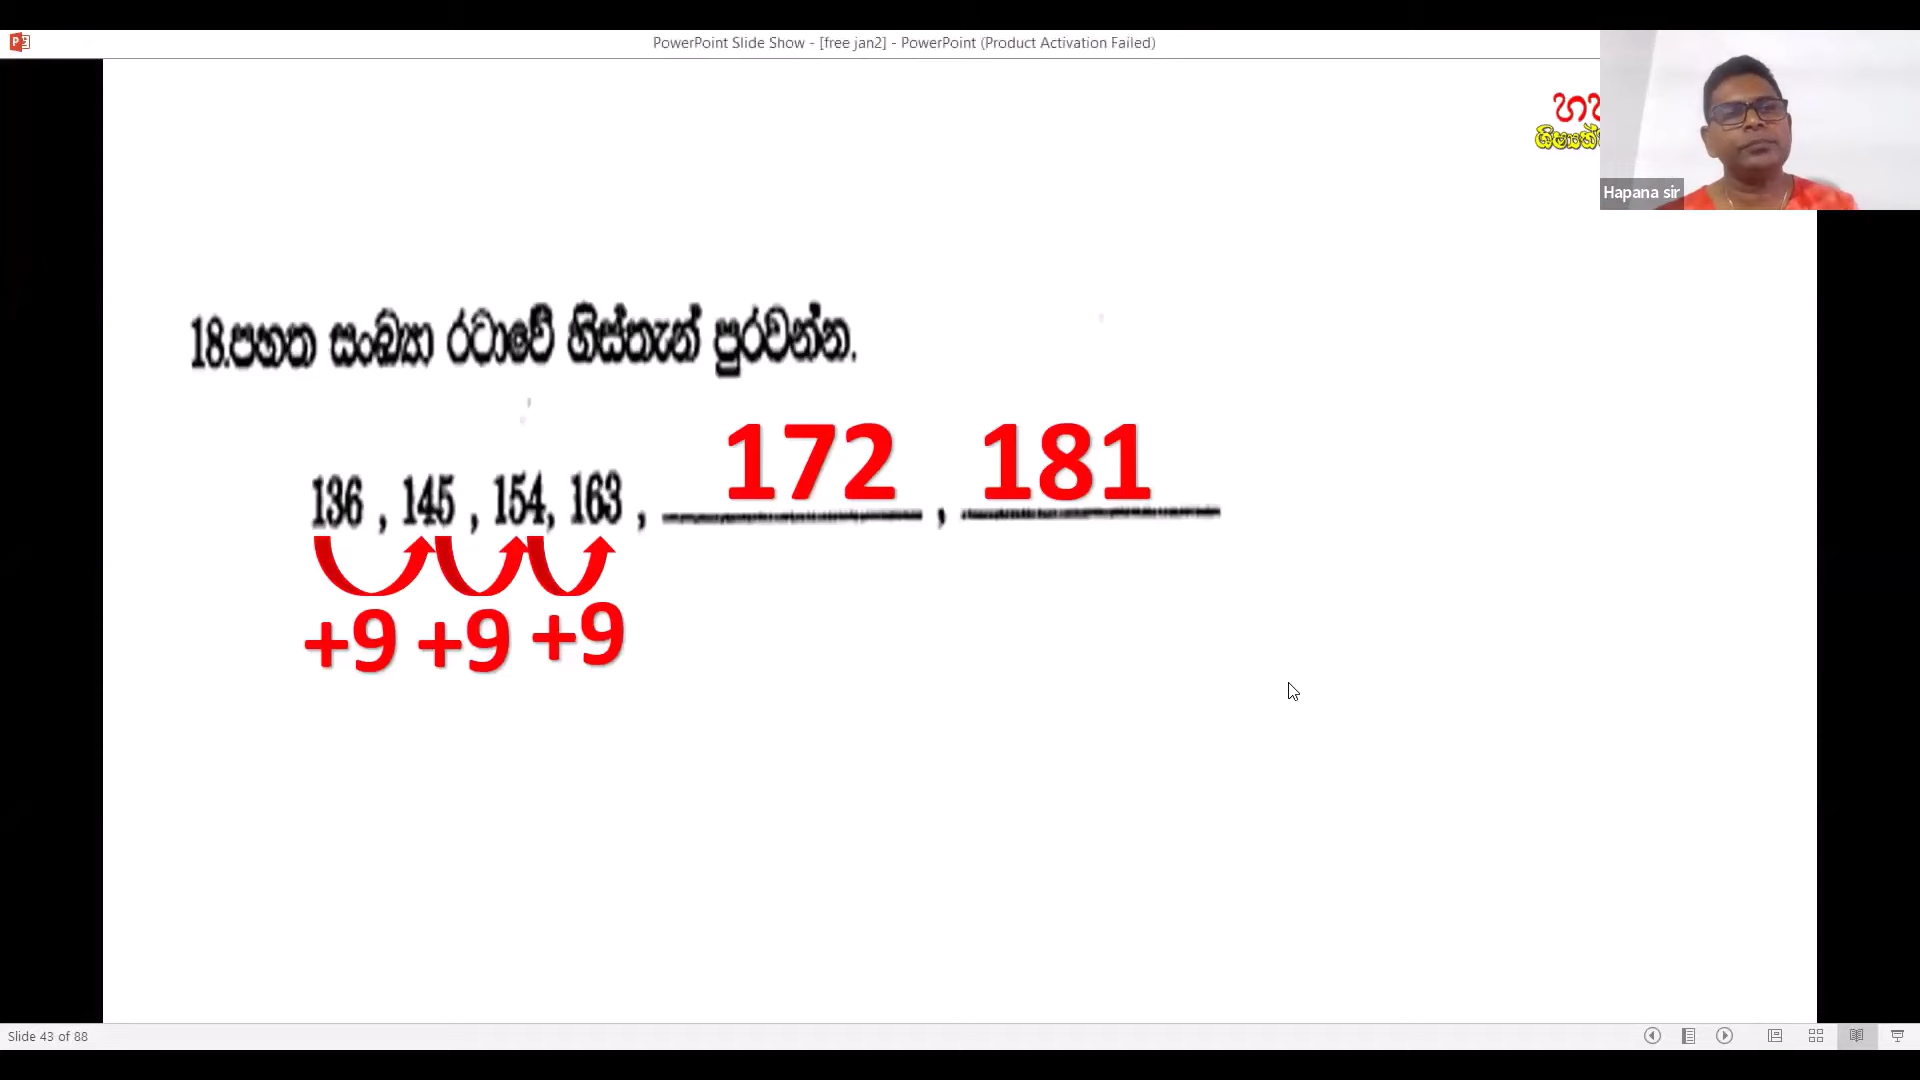 PowerPoint Slide Show - [free jan2] - PowerPoint (Product Activation Failed)
Hapana sir
18.පහත සංඛ්‍යා රටාවේ හිස්තැන් පුරවන්න.
136 , 145 , 154, 163 , 172 , 181
+9 +9 +9
Slide 43 of 88